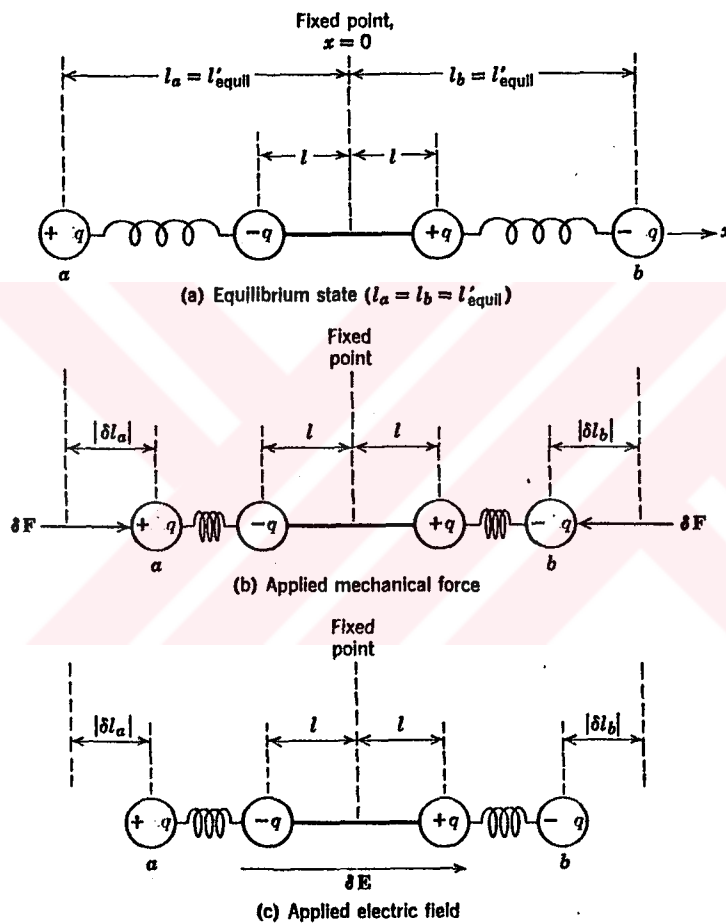 Fixed point,
x = 0
l_a = l'_equil
l_b = l'_equil
l
l
+ q
−q
+q
− q
x
a
b
(a) Equilibrium state (l_a = l_b = l'_equil)
Fixed
point
|δl_a|
l
l
|δl_b|
δF
+ q
−q
+q
− q
δF
a
b
(b) Applied mechanical force
Fixed
point
|δl_a|
l
l
|δl_b|
+ q
−q
+q
− q
a
b
δE
(c) Applied electric field